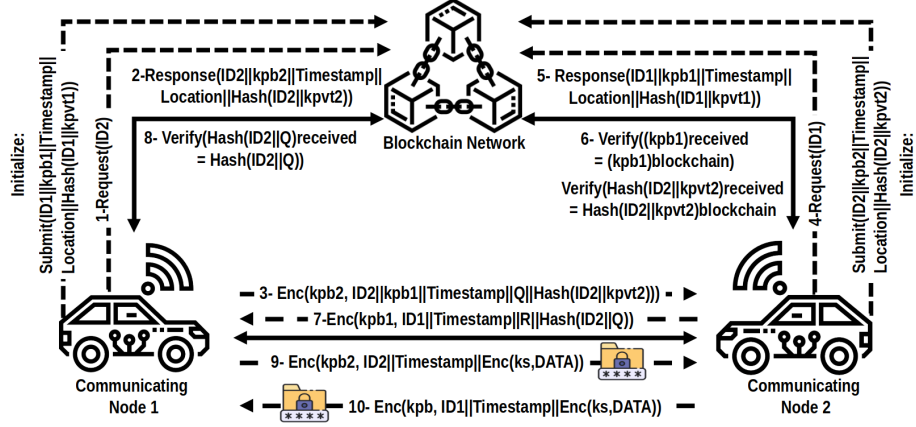 Initialize:
Submit(ID1||kpb1||Timestamp||
Location||Hash(ID1||kpvt1)
1-Request(ID2)
2-Response(ID2||kpb2||Timestamp||
Location||Hash(ID2||kpvt2)
8- Verify(Hash(ID2||Q)received
= Hash(ID2||Q))
Blockchain Network
5- Response(ID1||kpb1||Timestamp||
Location||Hash(ID1||kpvt1)
6- Verify((kpb1)received
= (kpb1)blockchain)
Verify(Hash(ID2||kpvt2)received
= Hash(ID2||kpvt2)blockchain
4-Request(ID1)
Submit(ID2||kpb2||Timestamp||
Location||Hash(ID2||kpvt2)
Initialize:
3- Enc(kpb2, ID2||kpb1||Timestamp||Q||Hash(ID2||kpvt2)))
7-Enc(kpb1, ID1||Timestamp||R||Hash(ID2||Q))
9- Enc(kpb2, ID2||Timestamp||Enc(ks,DATA))
****
10- Enc(kpb, ID1||Timestamp||Enc(ks,DATA))
****
Communicating
Node 1
Communicating
Node 2